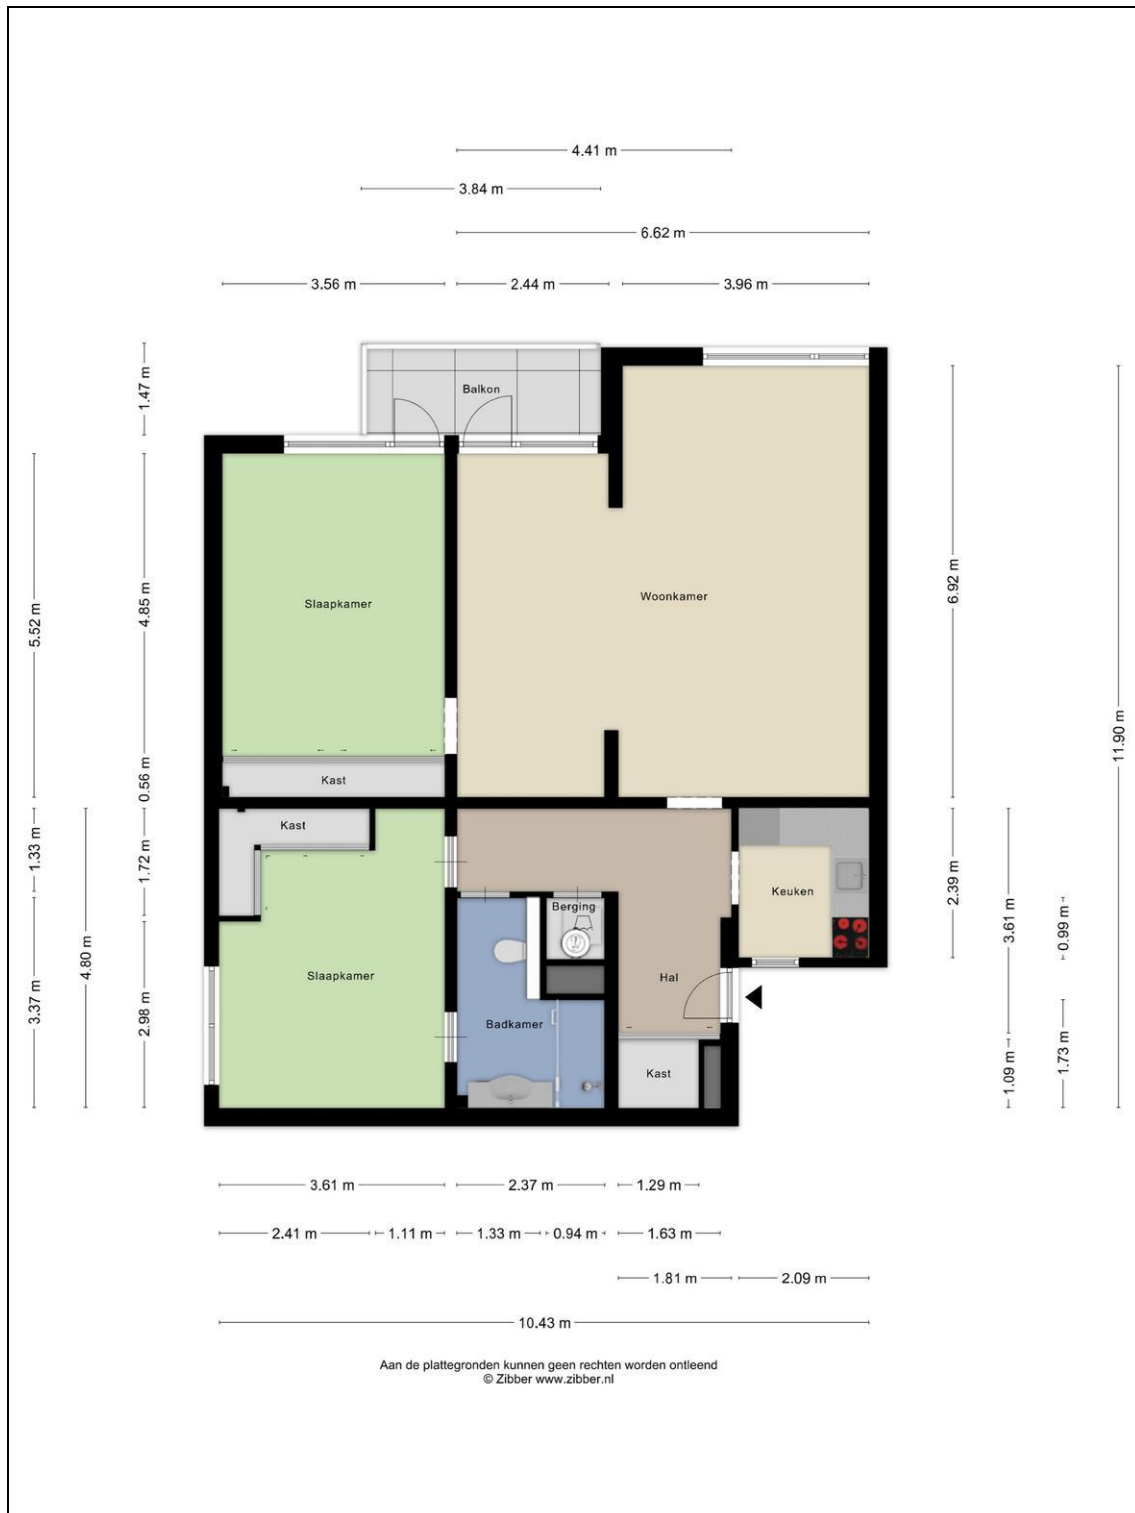 4.41 m
3.84 m
6.62 m
3.56 m
2.44 m
3.96 m
1.47 m
Balkon
5.52 m
4.85 m
6.92 m
11.90 m
Slaapkamer
Woonkamer
Kast
0.56 m
Kast
1.33 m
1.72 m
Keuken
2.39 m
3.61 m
0.99 m
Berging
4.80 m
Slaapkamer
Hal
3.37 m
2.98 m
Badkamer
Kast
1.09 m
1.73 m
3.61 m
2.37 m
1.29 m
2.41 m
1.11 m
1.33 m
0.94 m
1.63 m
1.81 m
2.09 m
10.43 m
Aan de plattegronden kunnen geen rechten worden ontleend
© Zibber www.zibber.nl